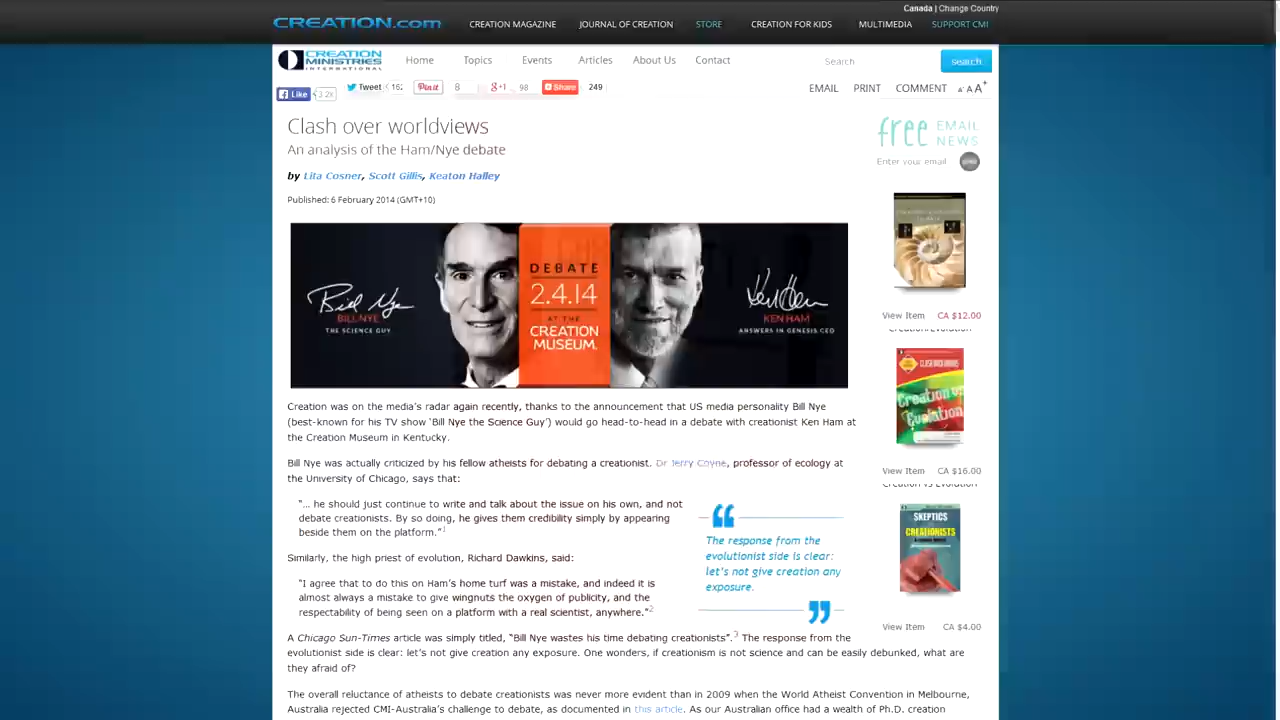 Canada | Change Country
CREATION.com
CREATION MAGAZINE
JOURNAL OF CREATION
STORE
CREATION FOR KIDS
MULTIMEDIA
SUPPORT CMI
CREATION
MINISTRIES
INTERNATIONAL
Home
Topics
Events
Articles
About Us
Contact
Search
search
Like
3.2k
Tweet
Pin it
8
+1
98
Share
249
EMAIL
PRINT
COMMENT
A A A+
Clash over worldviews
An analysis of the Ham/Nye debate
by Lita Cosner, Scott Gillis, Keaton Halley
Published: 6 February 2014 (GMT+10)
free EMAIL
NEWS
Enter your email
Bill Nye
BILL NYE
THE SCIENCE GUY
DEBATE
2.4.14
AT THE
CREATION
MUSEUM.
Ken Ham
KEN HAM
ANSWERS IN GENESIS CEO
View Item CA $12.00
Creation/Evolution
Creation or
Evolution
View Item CA $16.00
Creation vs Evolution
SKEPTICS
CREATIONISTS
View Item CA $4.00
Creation was on the media's radar again recently, thanks to the announcement that US media personality Bill Nye
(best-known for his TV show 'Bill Nye the Science Guy') would go head-to-head in a debate with creationist Ken Ham at
the Creation Museum in Kentucky.
Bill Nye was actually criticized by his fellow atheists for debating a creationist. Dr Jerry Coyne, professor of ecology at
the University of Chicago, says that:
"… he should just continue to write and talk about the issue on his own, and not
debate creationists. By so doing, he gives them credibility simply by appearing
beside them on the platform."1
Similarly, the high priest of evolution, Richard Dawkins, said:
"I agree that to do this on Ham's home turf was a mistake, and indeed it is
almost always a mistake to give wingnuts the oxygen of publicity, and the
respectability of being seen on a platform with a real scientist, anywhere."2
The response from the
evolutionist side is clear:
let's not give creation any
exposure.
A Chicago Sun-Times article was simply titled, "Bill Nye wastes his time debating creationists".3 The response from the
evolutionist side is clear: let's not give creation any exposure. One wonders, if creationism is not science and can be easily debunked, what are
they afraid of?
The overall reluctance of atheists to debate creationists was never more evident than in 2009 when the World Atheist Convention in Melbourne,
Australia rejected CMI-Australia's challenge to debate, as documented in this article. As our Australian office had a wealth of Ph.D. creation